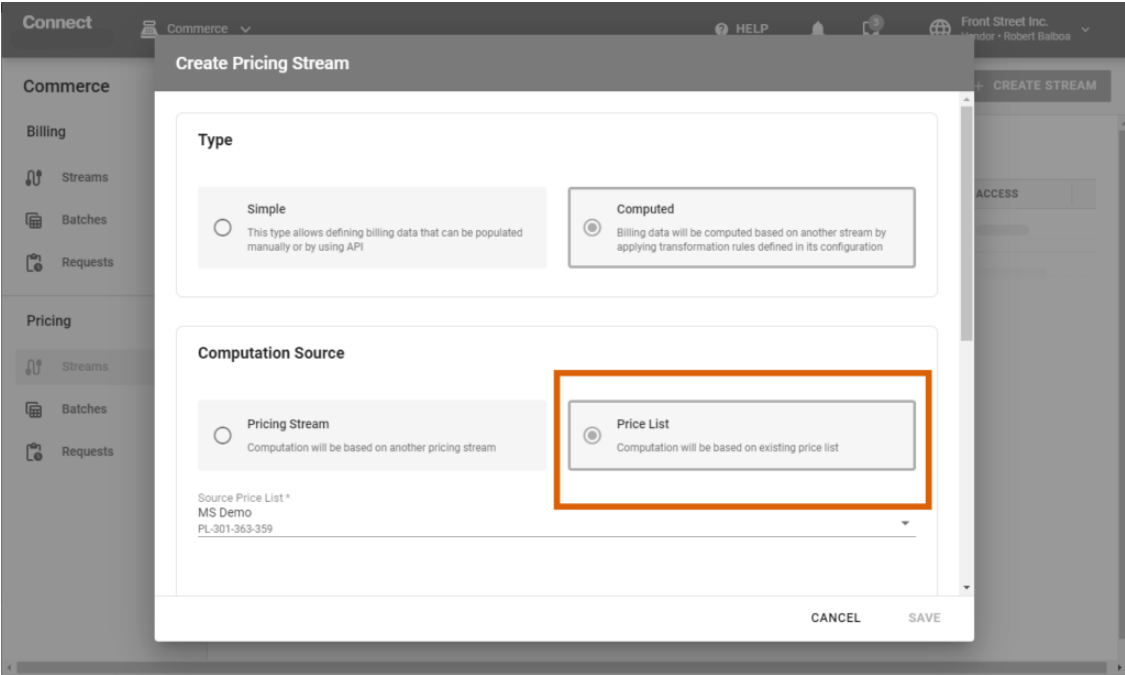 Connect
Commerce
HELP
3
Front Street Inc.
Vendor • Robert Balboa
Create Pricing Stream
Commerce
+ CREATE STREAM
Billing
Type
Streams
Simple
This type allows defining billing data that can be populated
manually or by using API
Computed
Billing data will be computed based on another stream by
applying transformation rules defined in its configuration
ACCESS
Batches
Requests
Pricing
Computation Source
Streams
Batches
Requests
Pricing Stream
Computation will be based on another pricing stream
Price List
Computation will be based on existing price list
Source Price List *
MS Demo
PL-301-363-359
CANCEL
SAVE